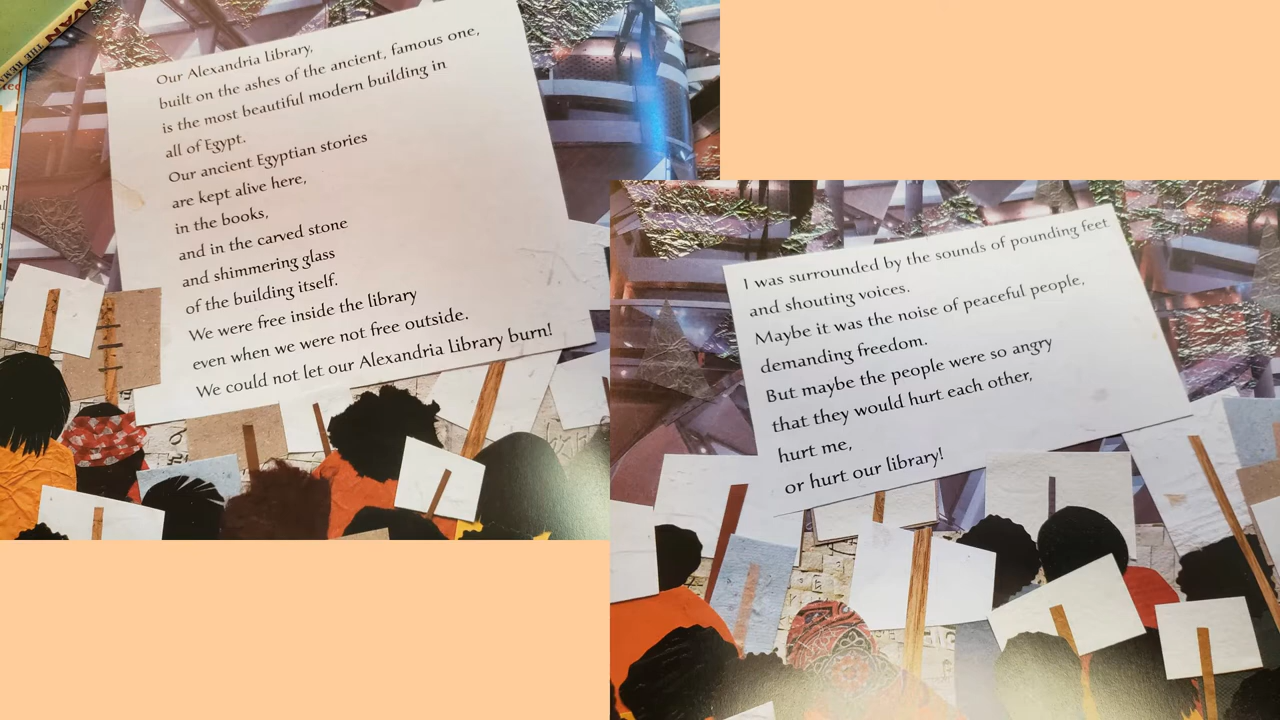 Our Alexandria library,
built on the ashes of the ancient, famous one,
is the most beautiful modern building in
all of Egypt.
Our ancient Egyptian stories
are kept alive here,
in the books,
and in the carved stone
and shimmering glass
of the building itself.
We were free inside the library
even when we were not free outside.
We could not let our Alexandria Library burn!
I was surrounded by the sounds of pounding feet
and shouting voices.
Maybe it was the noise of peaceful people,
demanding freedom.
But maybe the people were so angry
that they would hurt each other,
hurt me,
or hurt our library!